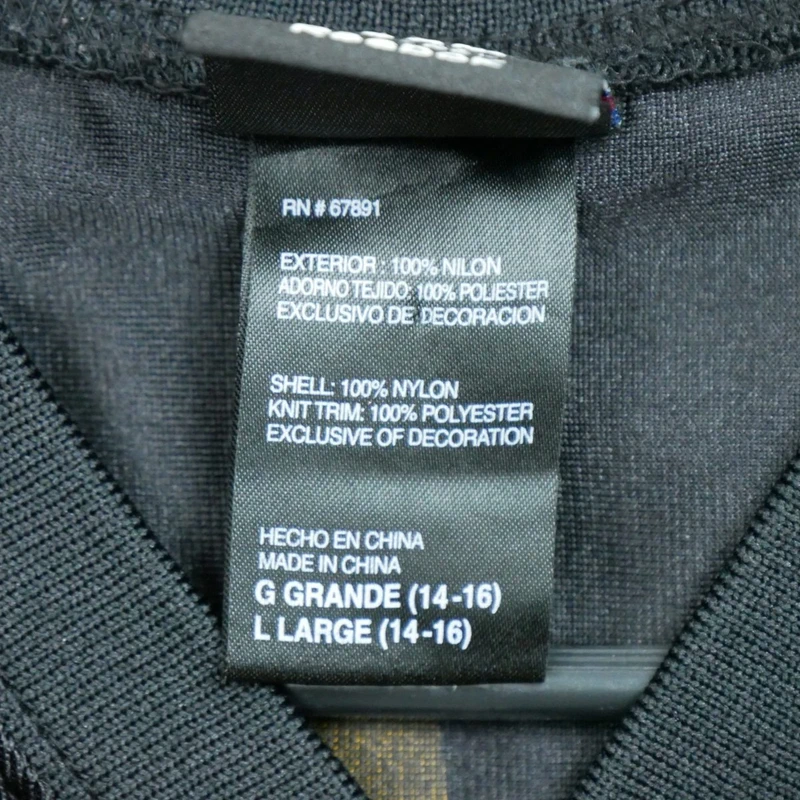 RN # 67891
EXTERIOR : 100% NILON
ADORNO TEJIDO: 100% POLIESTER
EXCLUSIVO DE DECORACION
SHELL: 100% NYLON
KNIT TRIM: 100% POLYESTER
EXCLUSIVE OF DECORATION
HECHO EN CHINA
MADE IN CHINA
G GRANDE (14-16)
L LARGE (14-16)